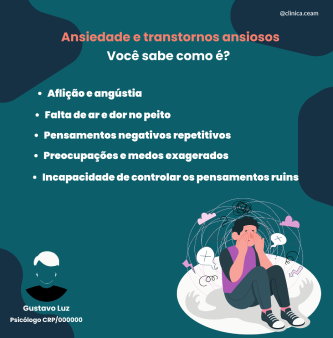 @clinica.ceam
Ansiedade e transtornos ansiosos
Você sabe como é?
• Aflição e angústia
• Falta de ar e dor no peito
• Pensamentos negativos repetitivos
• Preocupações e medos exagerados
• Incapacidade de controlar os pensamentos ruins
Gustavo Luz
Psicólogo CRP/000000